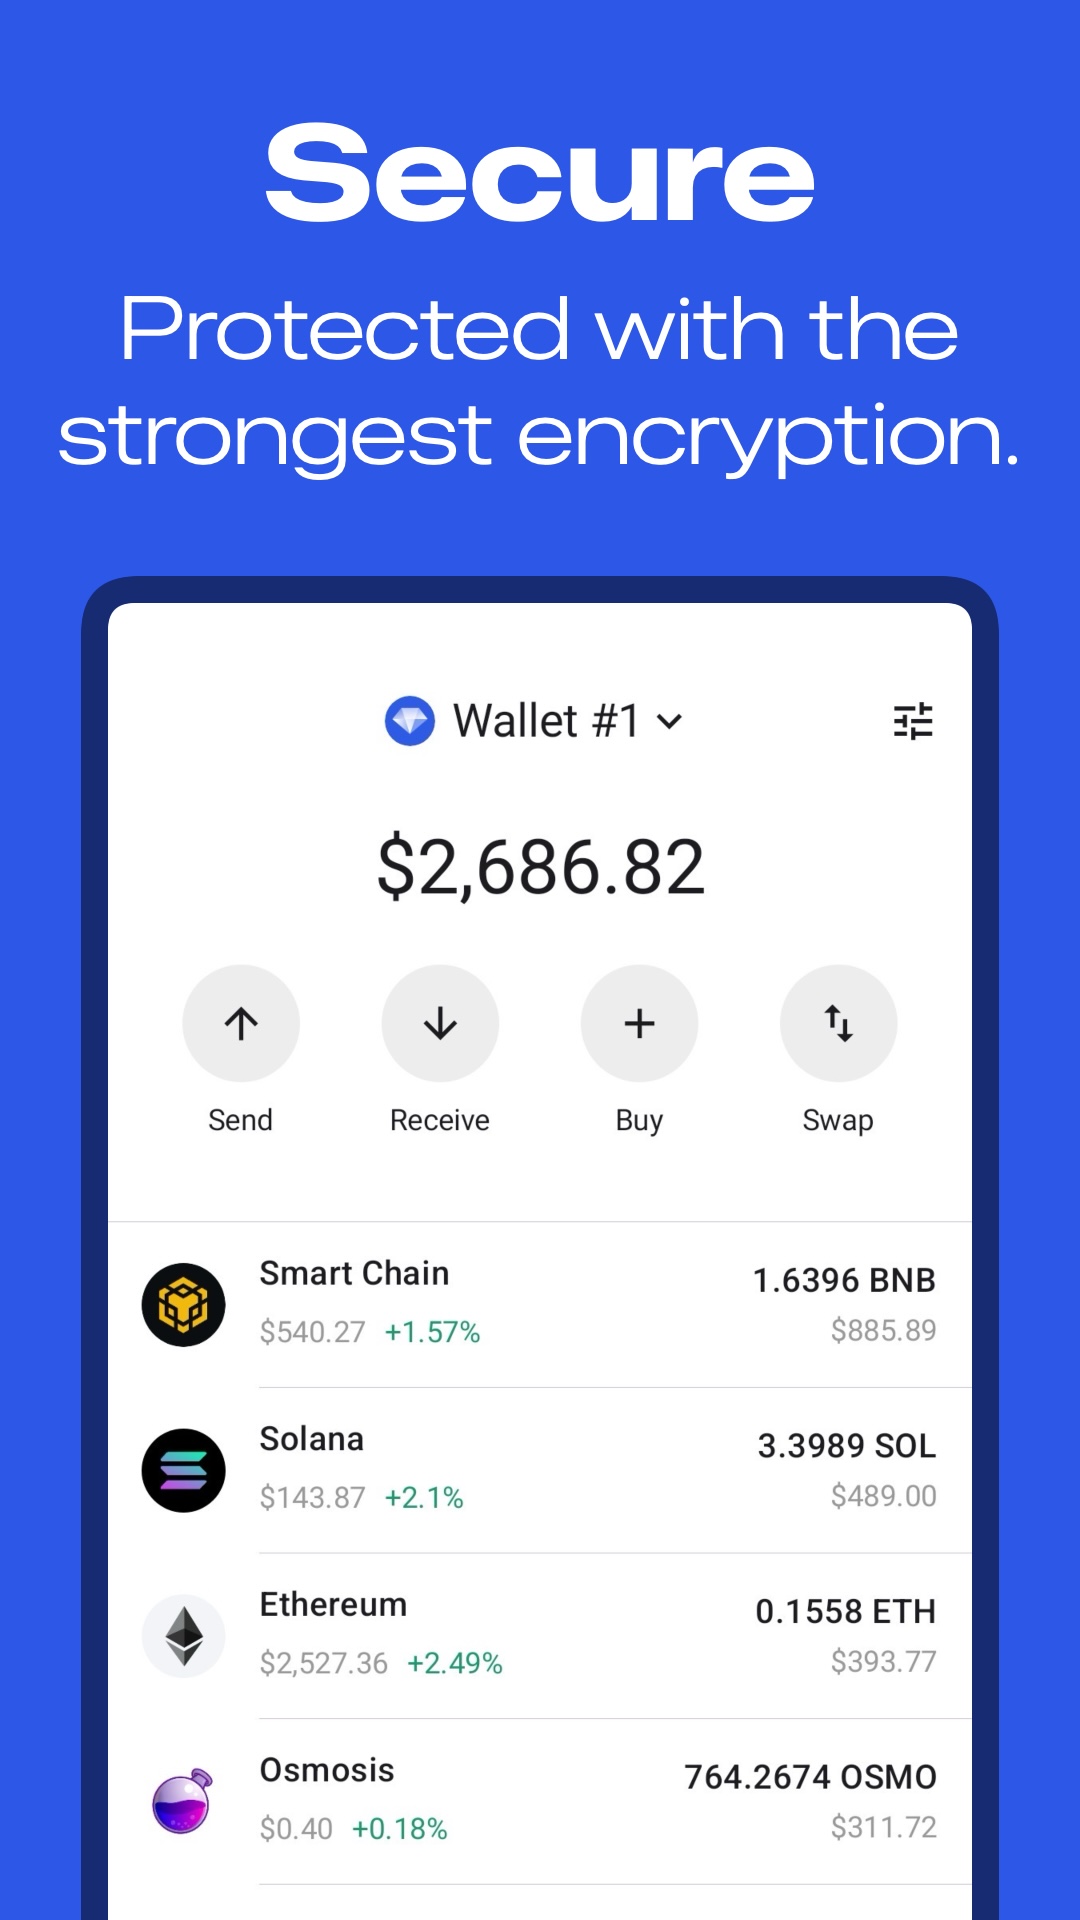 Secure
Protected with the
strongest encryption.
Wallet #1
$2,686.82
Send Receive Buy Swap
Smart Chain 1.6396 BNB
$540.27 +1.57% $885.89
Solana 3.3989 SOL
$143.87 +2.1% $489.00
Ethereum 0.1558 ETH
$2,527.36 +2.49% $393.77
Osmosis 764.2674 OSMO
$0.40 +0.18% $311.72